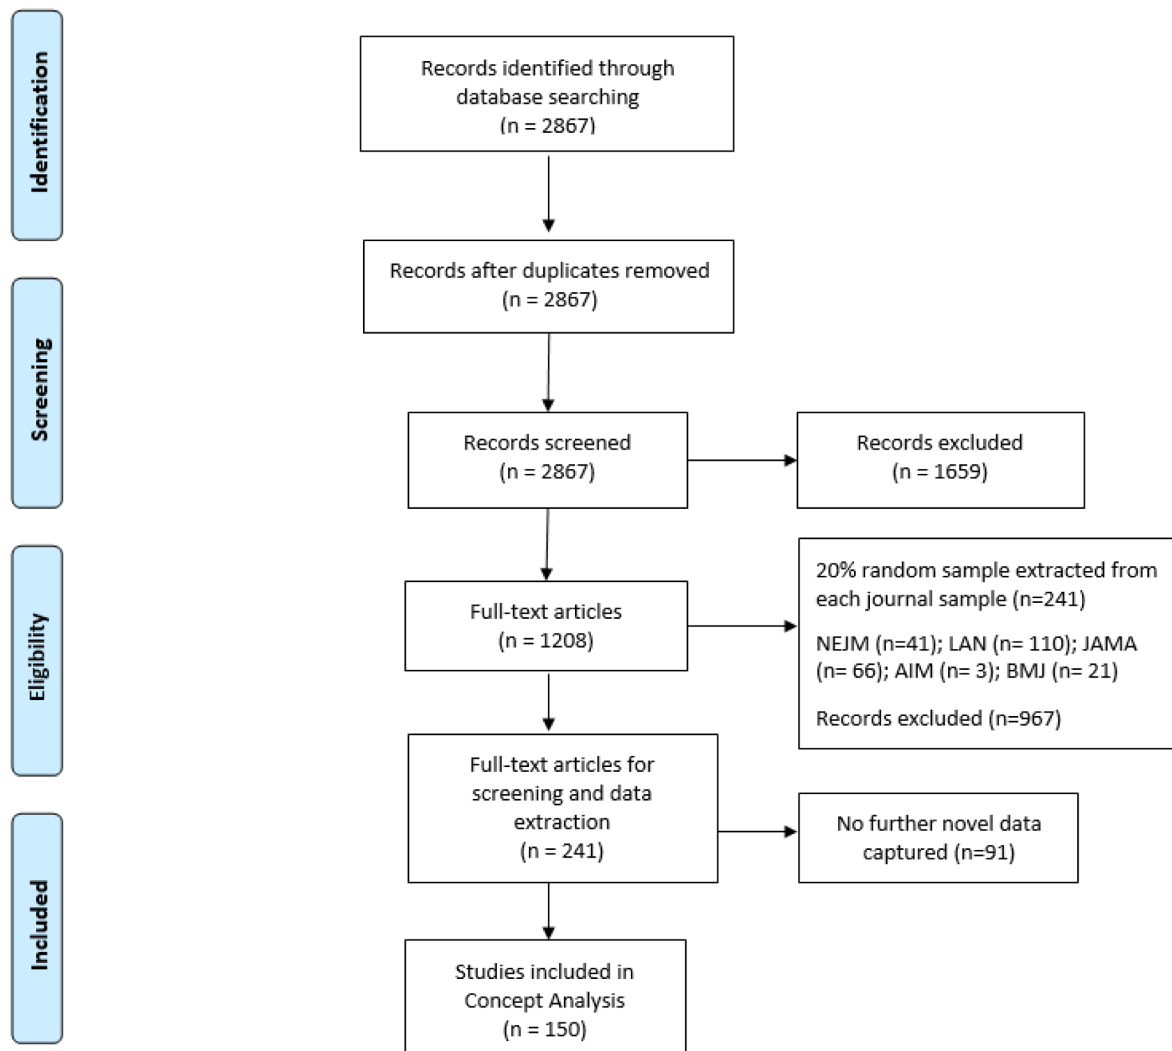 Identification
Records identified through
database searching
(n = 2867)
Screening
Records after duplicates removed
(n = 2867)
Records screened
(n = 2867)
Records excluded
(n = 1659)
Eligibility
Full-text articles
(n = 1208)
20% random sample extracted from
each journal sample (n=241)
NEJM (n=41); LAN (n= 110); JAMA
(n= 66); AIM (n= 3); BMJ (n= 21)
Records excluded (n=967)
Full-text articles for
screening and data
extraction
(n = 241)
No further novel data
captured (n=91)
Included
Studies included in
Concept Analysis
(n = 150)